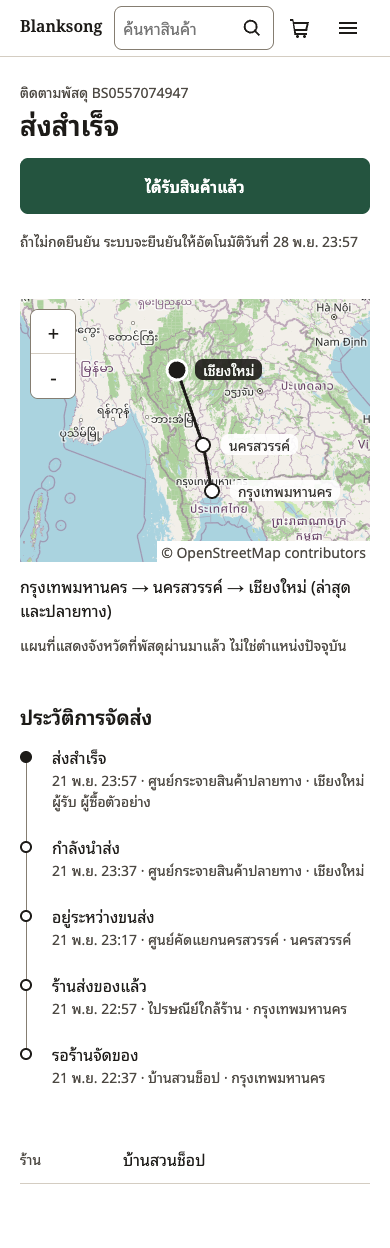 Blanksong
ค้นหาสินค้า
ติดตามพัสดุ BS0557074947
ส่งสำเร็จ
ได้รับสินค้าแล้ว
ถ้าไม่กดยืนยัน ระบบจะยืนยันให้อัตโนมัติวันที่ 28 พ.ย. 23:57
+
-
Hà Nội
Nam Định
เชียงใหม่
นครสวรรค์
กรุงเทพมหานคร
ประเทศไทย
© OpenStreetMap contributors
กรุงเทพมหานคร → นครสวรรค์ → เชียงใหม่ (ล่าสุด
และปลายทาง)
แผนที่แสดงจังหวัดที่พัสดุผ่านมาแล้ว ไม่ใช่ตำแหน่งปัจจุบัน
ประวัติการจัดส่ง
ส่งสำเร็จ
21 พ.ย. 23:57 · ศูนย์กระจายสินค้าปลายทาง · เชียงใหม่
ผู้รับ ผู้ซื้อตัวอย่าง
กำลังนำส่ง
21 พ.ย. 23:37 · ศูนย์กระจายสินค้าปลายทาง · เชียงใหม่
อยู่ระหว่างขนส่ง
21 พ.ย. 23:17 · ศูนย์คัดแยกนครสวรรค์ · นครสวรรค์
ร้านส่งของแล้ว
21 พ.ย. 22:57 · ไปรษณีย์ใกล้ร้าน · กรุงเทพมหานคร
รอร้านจัดของ
21 พ.ย. 22:37 · บ้านสวนช็อป · กรุงเทพมหานคร
ร้าน บ้านสวนช็อป